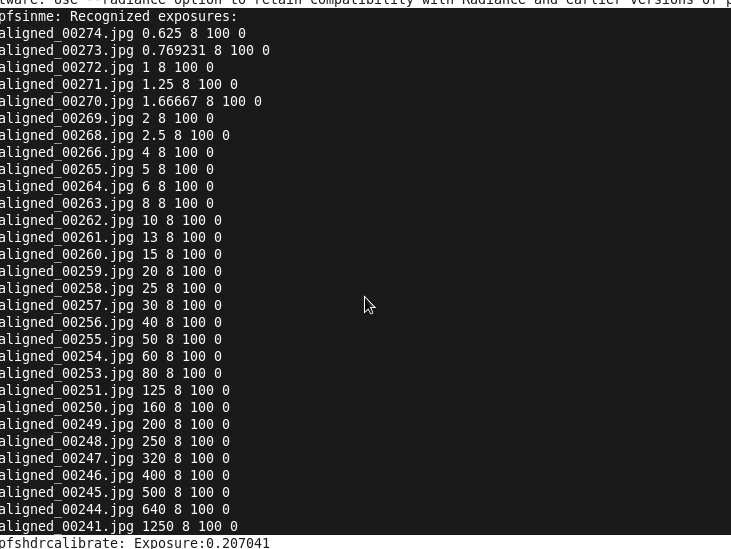 tware. Use --radiance option to retain compatibility with Radiance and earlier versions of p
pfsinme: Recognized exposures:
aligned_00274.jpg 0.625 8 100 0
aligned_00273.jpg 0.769231 8 100 0
aligned_00272.jpg 1 8 100 0
aligned_00271.jpg 1.25 8 100 0
aligned_00270.jpg 1.66667 8 100 0
aligned_00269.jpg 2 8 100 0
aligned_00268.jpg 2.5 8 100 0
aligned_00266.jpg 4 8 100 0
aligned_00265.jpg 5 8 100 0
aligned_00264.jpg 6 8 100 0
aligned_00263.jpg 8 8 100 0
aligned_00262.jpg 10 8 100 0
aligned_00261.jpg 13 8 100 0
aligned_00260.jpg 15 8 100 0
aligned_00259.jpg 20 8 100 0
aligned_00258.jpg 25 8 100 0
aligned_00257.jpg 30 8 100 0
aligned_00256.jpg 40 8 100 0
aligned_00255.jpg 50 8 100 0
aligned_00254.jpg 60 8 100 0
aligned_00253.jpg 80 8 100 0
aligned_00251.jpg 125 8 100 0
aligned_00250.jpg 160 8 100 0
aligned_00249.jpg 200 8 100 0
aligned_00248.jpg 250 8 100 0
aligned_00247.jpg 320 8 100 0
aligned_00246.jpg 400 8 100 0
aligned_00245.jpg 500 8 100 0
aligned_00244.jpg 640 8 100 0
aligned_00241.jpg 1250 8 100 0
pfshdrcalibrate: Exposure:0.207041